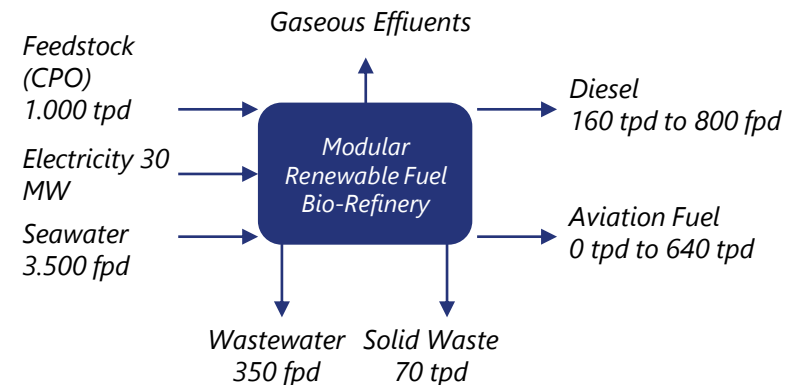 Gaseous Effiuents
Feedstock
(CPO)
1.000 tpd
Electricity 30
MW
Seawater
3.500 fpd
Modular
Renewable Fuel
Bio-Refinery
Diesel
160 tpd to 800 fpd
Aviation Fuel
0 tpd to 640 tpd
Wastewater
350 fpd
Solid Waste
70 tpd